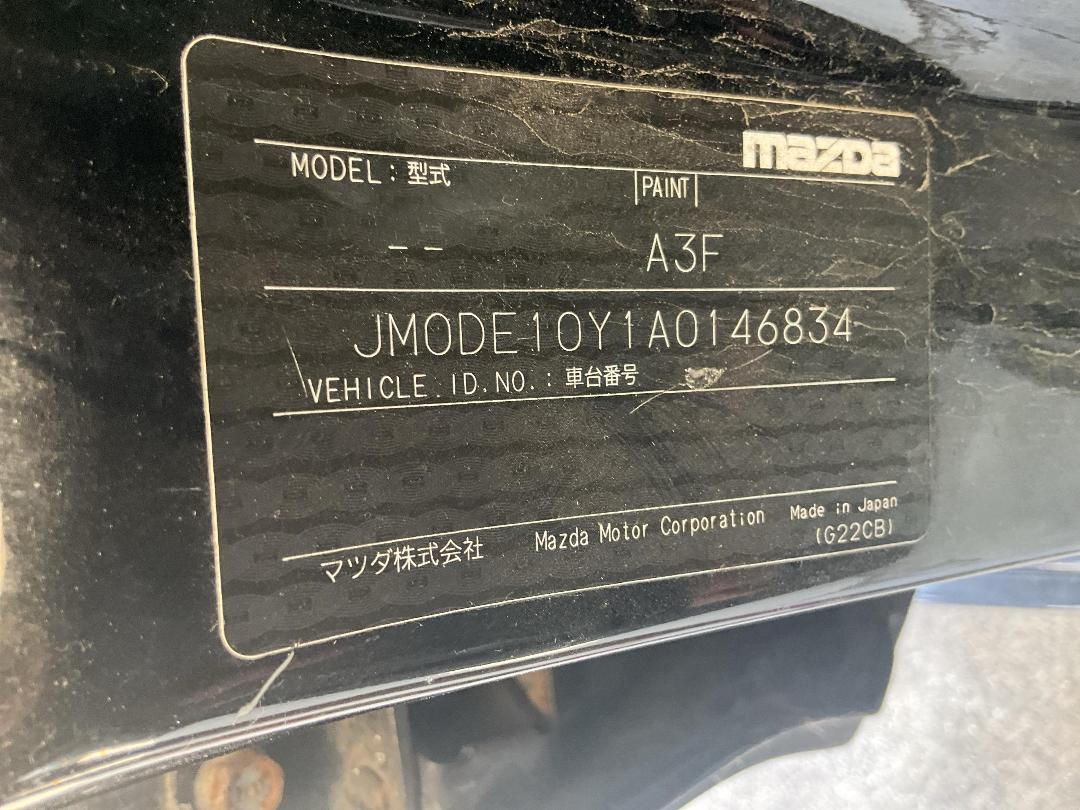 mazda
MODEL : 型式
PAINT
-- A3F
JM0DE10Y1A0146834
VEHICLE. ID. NO. : 車台番号
マツダ株式会社 Mazda Motor Corporation Made in Japan
(G22CB)